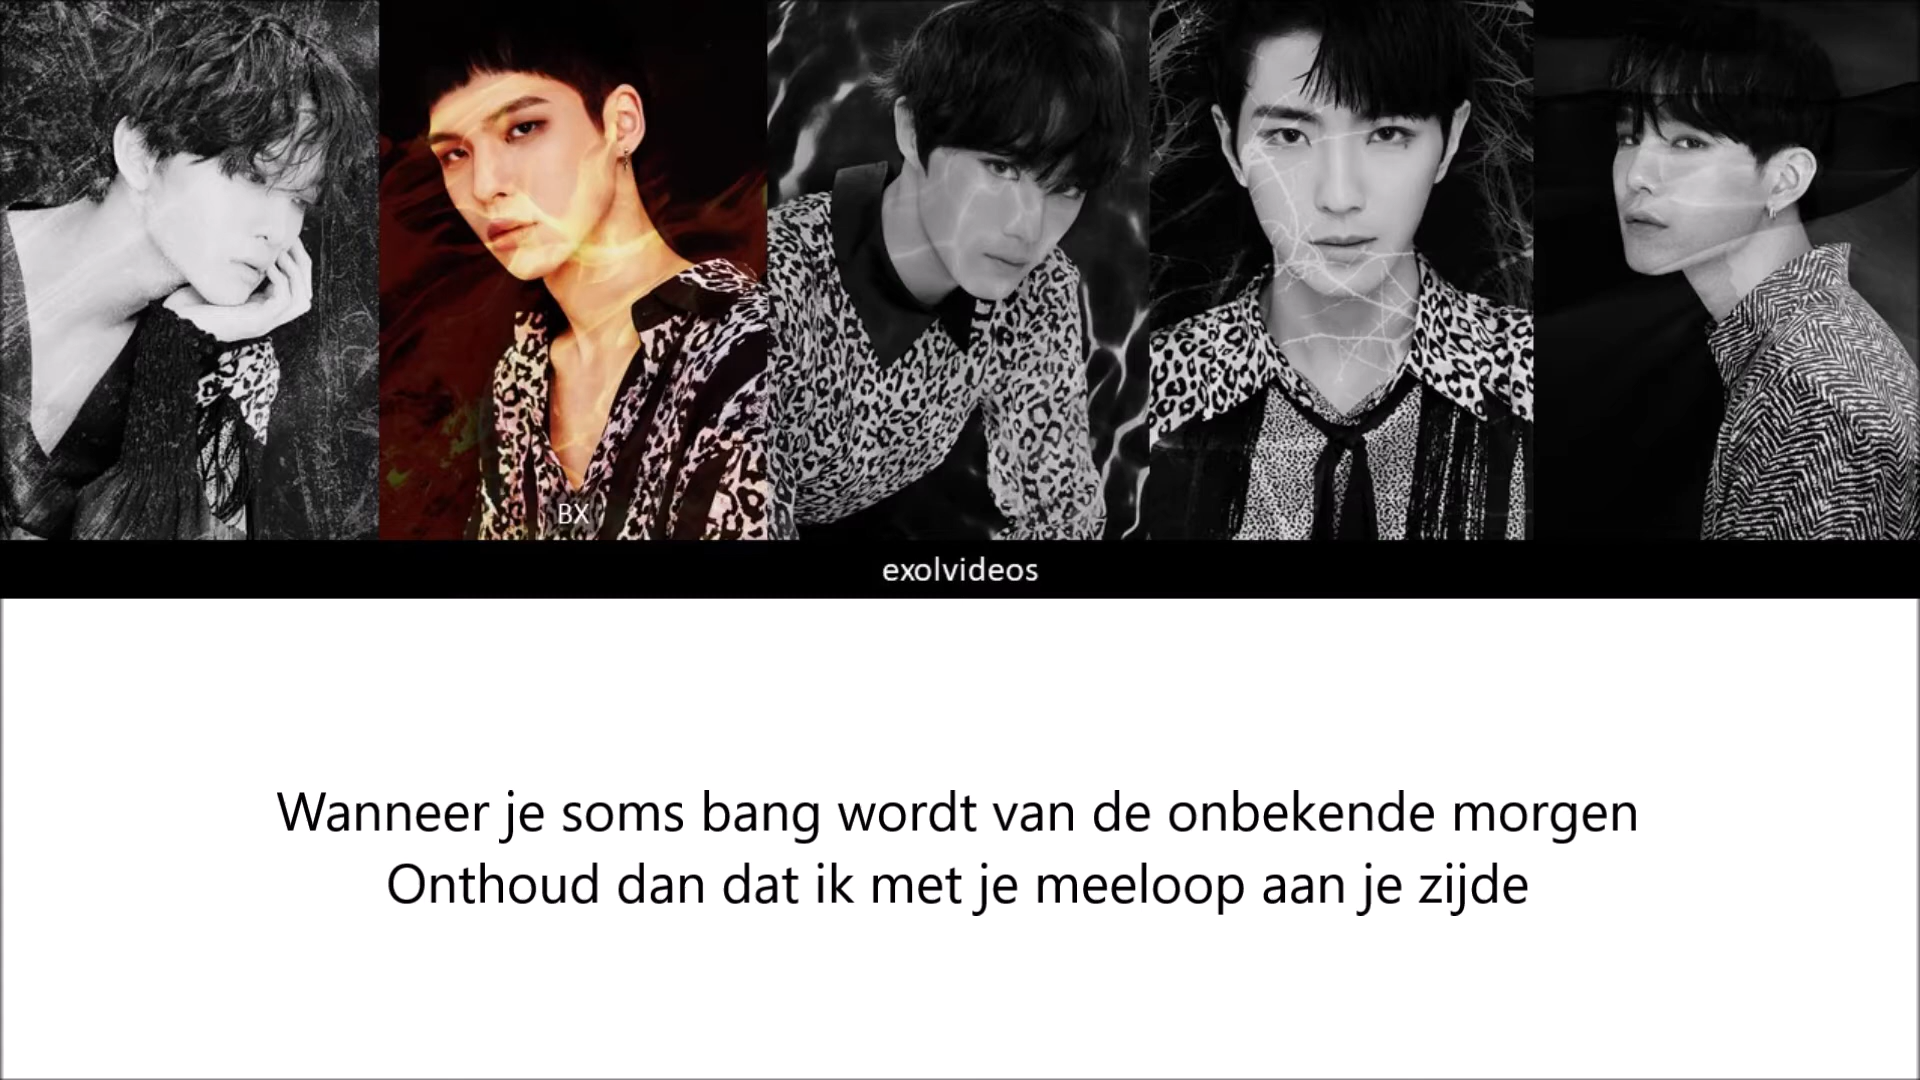 BX
exolvideos
Wanneer je soms bang wordt van de onbekende morgen
Onthoud dan dat ik met je meeloop aan je zijde